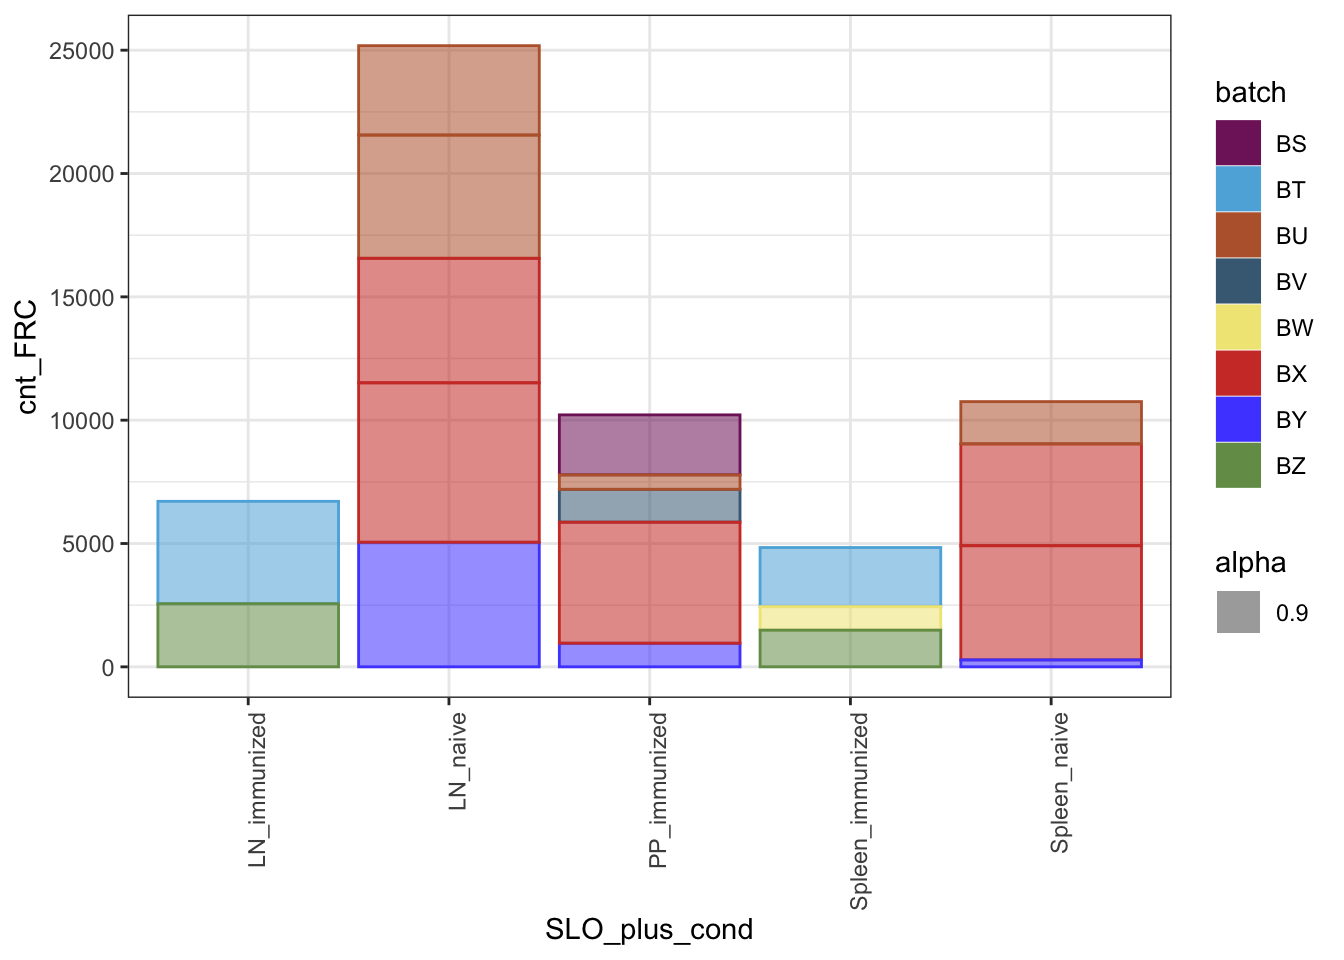 25000
20000
15000
10000
5000
0
cnt_FRC
LN_immunized
LN_naive
PP_immunized
Spleen_immunized
Spleen_naive
SLO_plus_cond
batch
BS
BT
BU
BV
BW
BX
BY
BZ
alpha
0.9